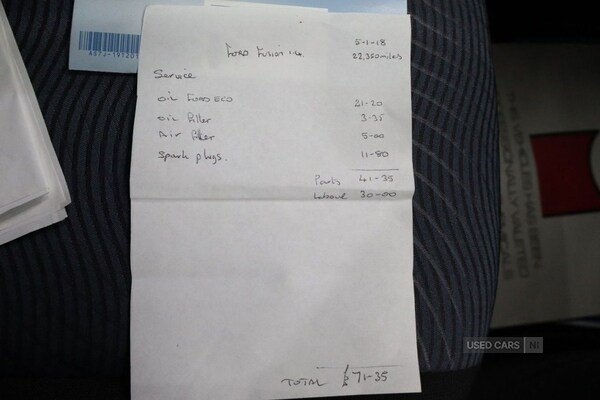 5-1-18
Ford Fusion 1.4.
22,350 miles
Service
oil Ford ECO 21-20
oil filter 3-35
Air filter 5-00
Spark plugs. 11-80
Parts 41-35
Labour 30-00
TOTAL £71-35
USED CARS NI